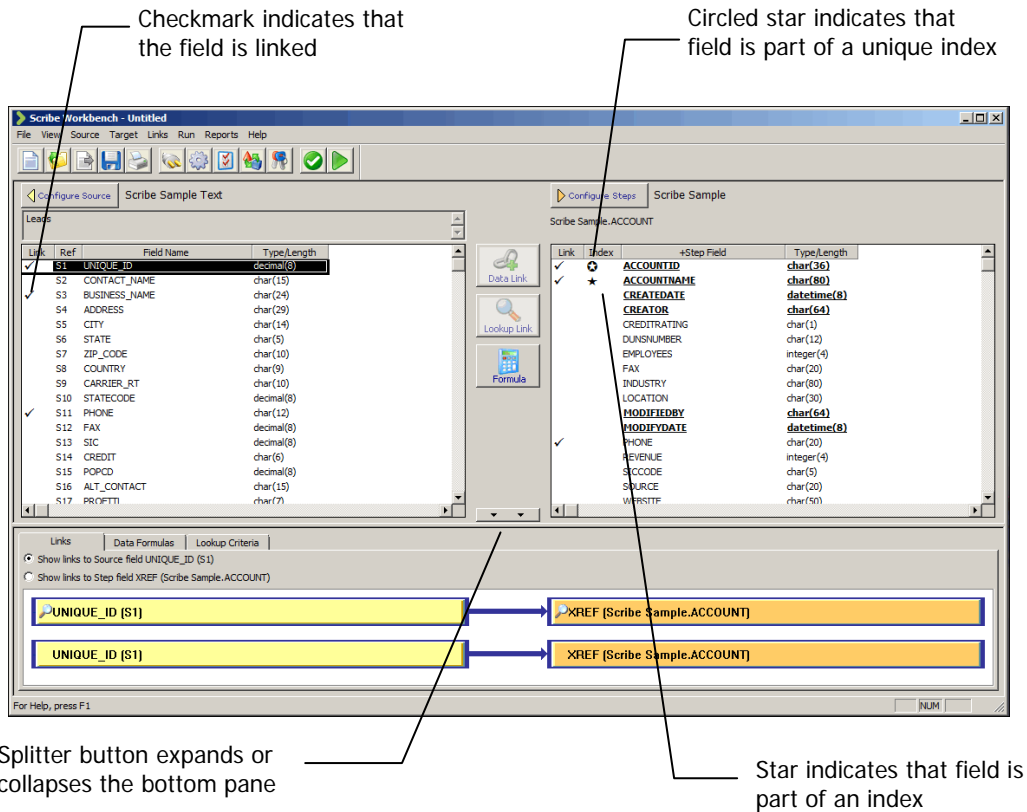 Checkmark indicates that
the field is linked
Circled star indicates that
field is part of a unique index
Scribe Workbench - Untitled
File View Source Target Links Run Reports Help
Configure Source Scribe Sample Text
Configure Steps Scribe Sample
Leads
Scribe Sample.ACCOUNT
Link Ref Field Name Type/Length
S1 UNIQUE_ID decimal(8)
S2 CONTACT_NAME char(15)
S3 BUSINESS_NAME char(24)
S4 ADDRESS char(29)
S5 CITY char(14)
S6 STATE char(5)
S7 ZIP_CODE char(10)
S8 COUNTRY char(9)
S9 CARRIER_RT char(10)
S10 STATECODE decimal(8)
S11 PHONE char(12)
S12 FAX decimal(8)
S13 SIC decimal(8)
S14 CREDIT char(6)
S15 POPCD decimal(8)
S16 ALT_CONTACT char(15)
S17 PROFTTI char(7)
Data Link
Lookup Link
Formula
Link Index +Step Field Type/Length
ACCOUNTID char(36)
ACCOUNTNAME char(80)
CREATEDATE datetime(8)
CREATOR char(64)
CREDITRATING char(1)
DUNSNUMBER char(12)
EMPLOYEES integer(4)
FAX char(20)
INDUSTRY char(80)
LOCATION char(30)
MODIFIEDBY char(64)
MODIFYDATE datetime(8)
PHONE char(20)
REVENUE integer(4)
SICCODE char(5)
SOURCE char(20)
WEBSITE char(50)
Links Data Formulas Lookup Criteria
Show links to Source field UNIQUE_ID (S1)
Show links to Step field XREF (Scribe Sample.ACCOUNT)
UNIQUE_ID (S1) XREF (Scribe Sample.ACCOUNT)
UNIQUE_ID (S1) XREF (Scribe Sample.ACCOUNT)
For Help, press F1 NUM
Splitter button expands or
collapses the bottom pane
Star indicates that field is
part of an index